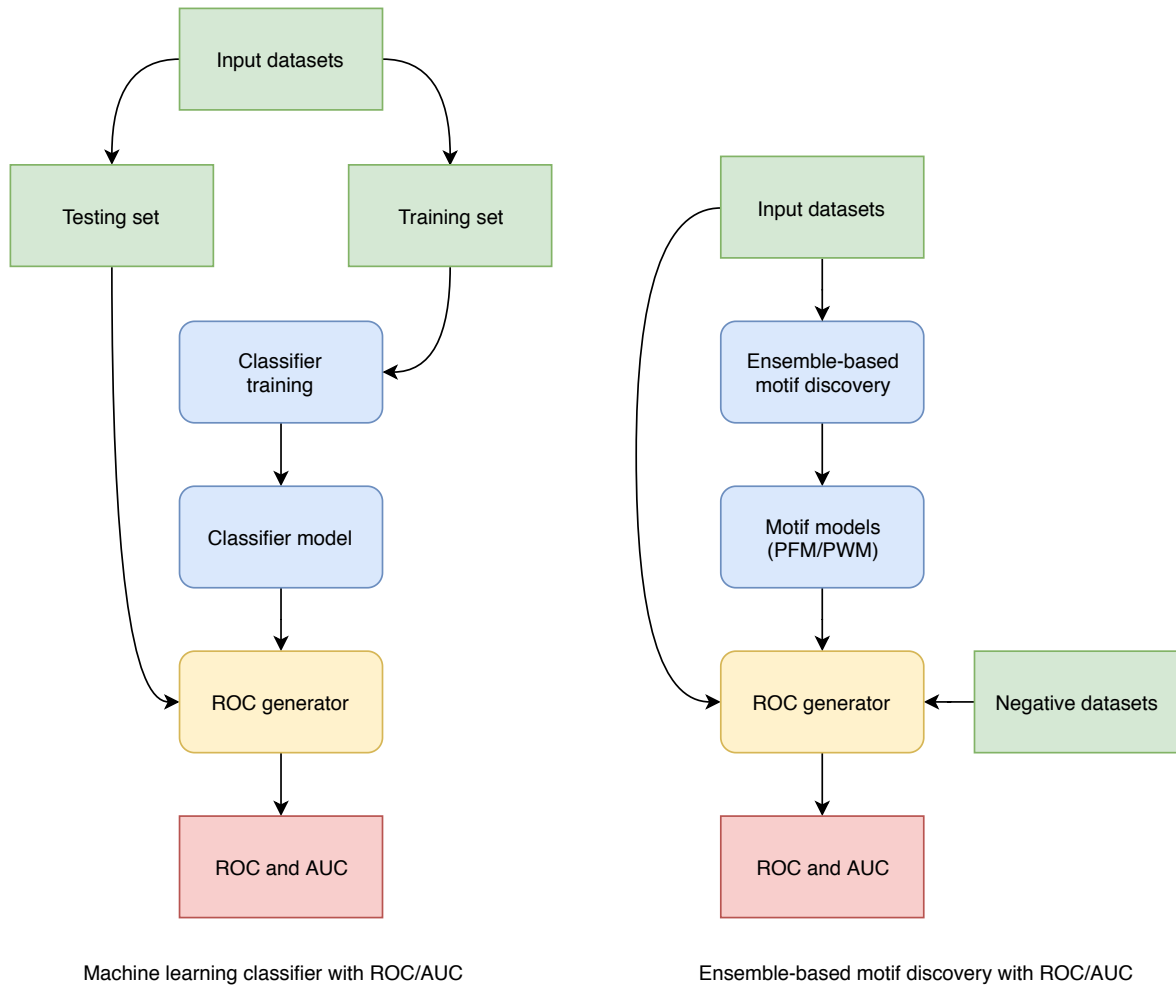 Input datasets
Testing set
Training set
Classifier
training
Classifier model
ROC generator
ROC and AUC
Machine learning classifier with ROC/AUC
Input datasets
Ensemble-based
motif discovery
Motif models
(PFM/PWM)
ROC generator
Negative datasets
ROC and AUC
Ensemble-based motif discovery with ROC/AUC